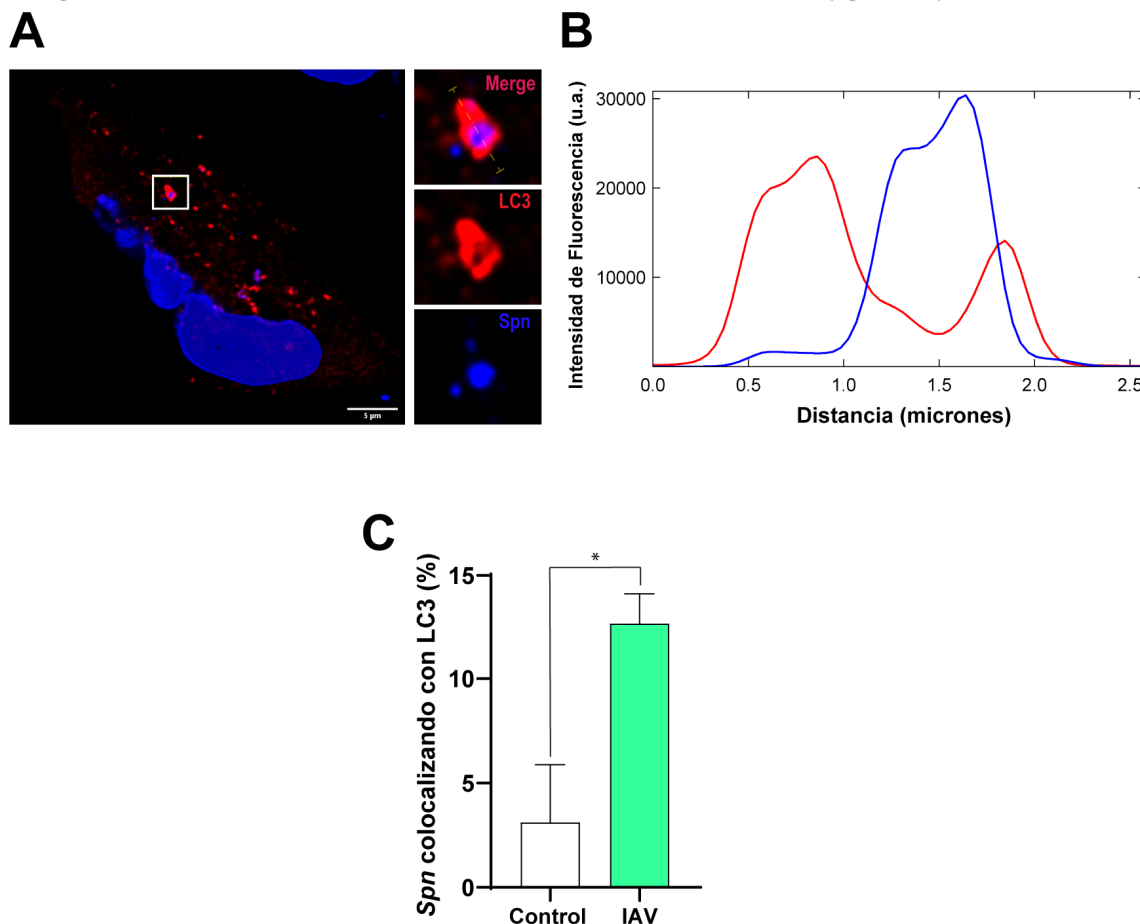 A
Merge
LC3
Spn
5 µm
B
Intensidad de Fluorescencia (u.a.)
30000
20000
10000
0.0 0.5 1.0 1.5 2.0 2.5
Distancia (micrones)
C
Spn colocalizando con LC3 (%)
15
10
5
0
*
Control IAV